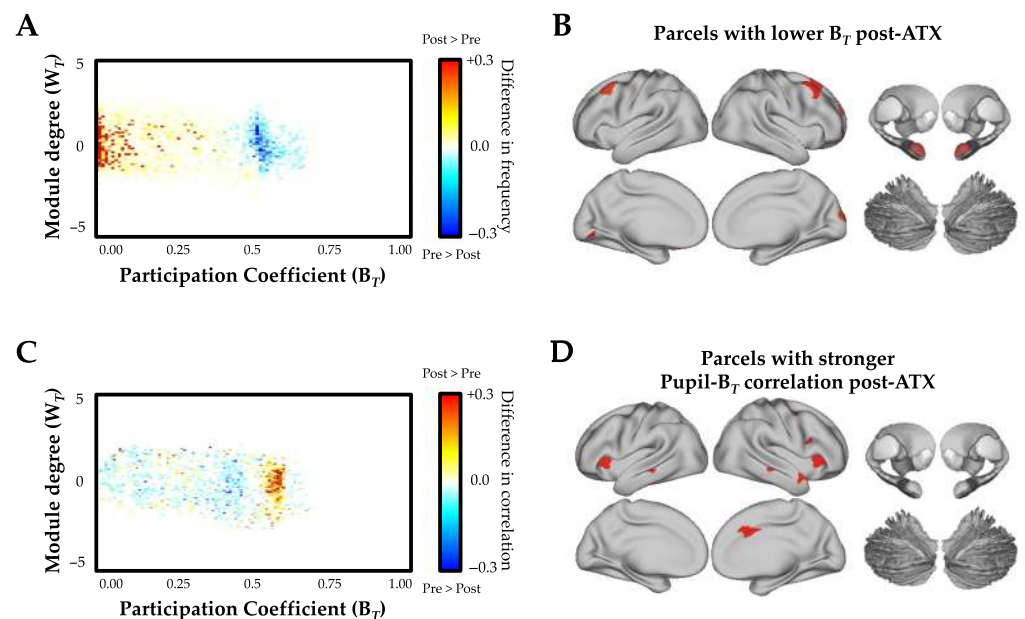 A
Post > Pre
+0.3
0.0
−0.3
Pre > Post
Difference in frequency
5
0
−5
Module degree (WT)
0.00 0.25 0.5 0.75 1.00
Participation Coefficient (BT)
B
Parcels with lower BT post-ATX
C
Post > Pre
+0.3
0.0
−0.3
Pre > Post
Difference in correlation
5
0
−5
Module degree (WT)
0.00 0.25 0.5 0.75 1.00
Participation Coefficient (BT)
D
Parcels with stronger
Pupil-BT correlation post-ATX